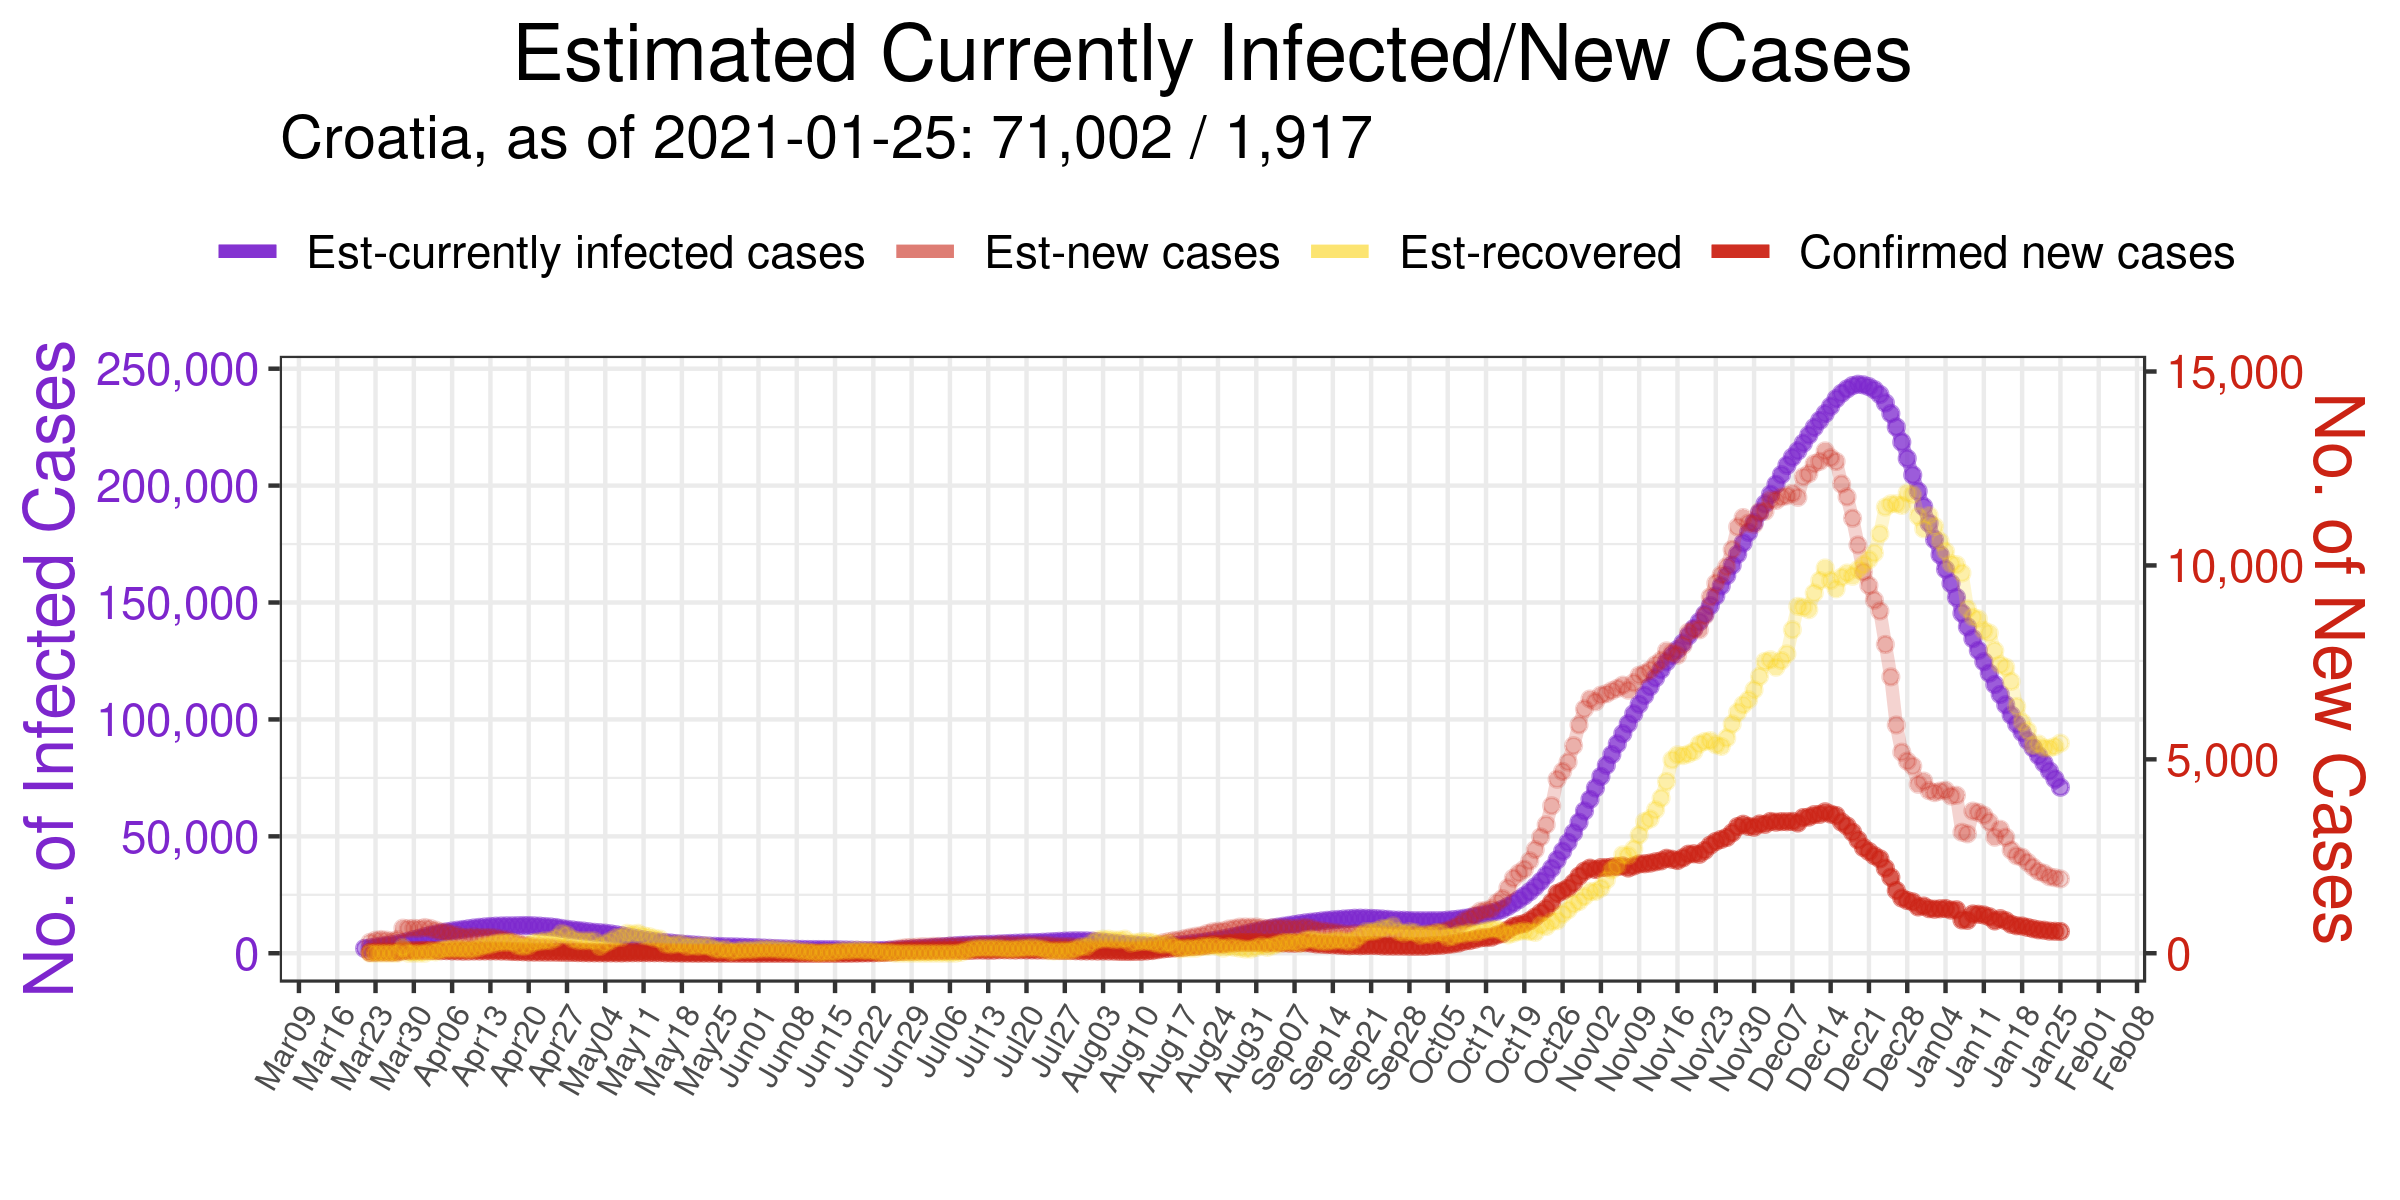 Estimated Currently Infected/New Cases
Croatia, as of 2021-01-25: 71,002 / 1,917
Est-currently infected cases
Est-new cases
Est-recovered
Confirmed new cases
No. of Infected Cases
250,000
200,000
150,000
100,000
50,000
0
15,000
10,000
5,000
0
No. of New Cases
Mar09
Mar16
Mar23
Mar30
Apr06
Apr13
Apr20
Apr27
May04
May11
May18
May25
Jun01
Jun08
Jun15
Jun22
Jun29
Jul06
Jul13
Jul20
Jul27
Aug03
Aug10
Aug17
Aug24
Aug31
Sep07
Sep14
Sep21
Sep28
Oct05
Oct12
Oct19
Oct26
Nov02
Nov09
Nov16
Nov23
Nov30
Dec07
Dec14
Dec21
Dec28
Jan04
Jan11
Jan18
Jan25
Feb01
Feb08